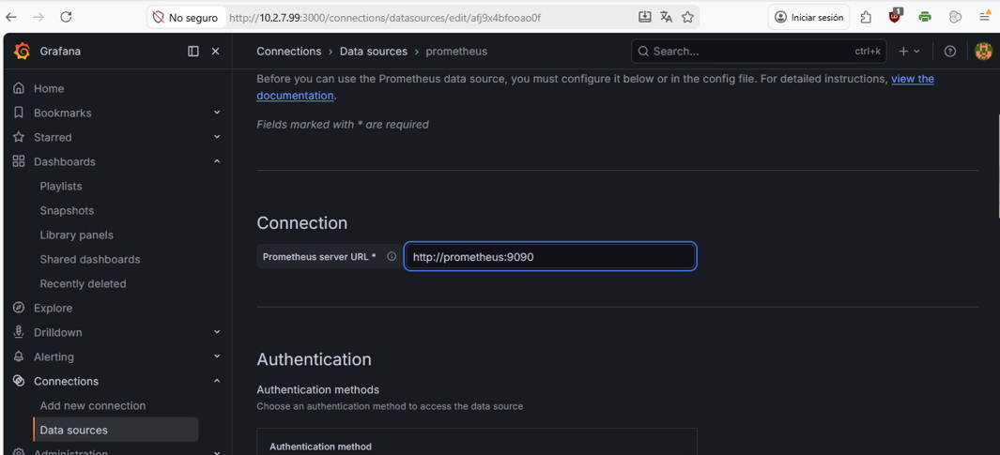 No seguro http://10.2.7.99:3000/connections/datasources/edit/afj9x4bfooao0f Iniciar sesión 1
Grafana
Connections › Data sources › prometheus
Search... ctrl+k
Home
Bookmarks
Starred
Dashboards
Playlists
Snapshots
Library panels
Shared dashboards
Recently deleted
Explore
Drilldown
Alerting
Connections
Add new connection
Data sources
Administration
Before you can use the Prometheus data source, you must configure it below or in the config file. For detailed instructions, view the
documentation.
Fields marked with * are required
Connection
Prometheus server URL * http://prometheus:9090
Authentication
Authentication methods
Choose an authentication method to access the data source
Authentication method